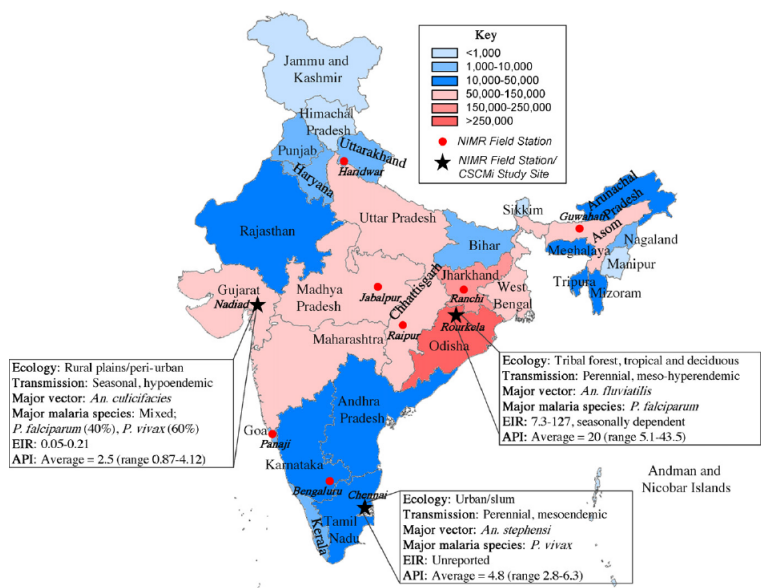 Key
<1,000
1,000-10,000
10,000-50,000
50,000-150,000
150,000-250,000
>250,000
NIMR Field Station
NIMR Field Station/
CSCMi Study Site
Jammu and
Kashmir
Himachal
Pradesh
Punjab
Uttarakhand
Haridwar
Haryana
Rajasthan
Uttar Pradesh
Sikkim
Arunachal
Pradesh
Guwahati
Asom
Nagaland
Meghalaya
Manipur
Tripura
Mizoram
Bihar
Gujarat
Nadiad
Madhya
Pradesh
Jabalpur
Chhattisgarh
Raipur
Jharkhand
Ranchi
West
Bengal
Rourkela
Odisha
Maharashtra
Ecology: Rural plains/peri-urban
Transmission: Seasonal, hypoendemic
Major vector: An. culicifacies
Major malaria species: Mixed;
P. falciparum (40%), P. vivax (60%)
EIR: 0.05-0.21
API: Average = 2.5 (range 0.87-4.12)
Ecology: Tribal forest, tropical and deciduous
Transmission: Perennial, meso-hyperendemic
Major vector: An. fluviatilis
Major malaria species: P. falciparum
EIR: 7.3-127, seasonally dependent
API: Average = 20 (range 5.1-43.5)
Andhra
Pradesh
Goa
Panaji
Karnataka
Bengaluru
Chennai
Tamil
Nadu
Kerala
Andman and
Nicobar Islands
Ecology: Urban/slum
Transmission: Perennial, mesoendemic
Major vector: An. stephensi
Major malaria species: P. vivax
EIR: Unreported
API: Average = 4.8 (range 2.8-6.3)